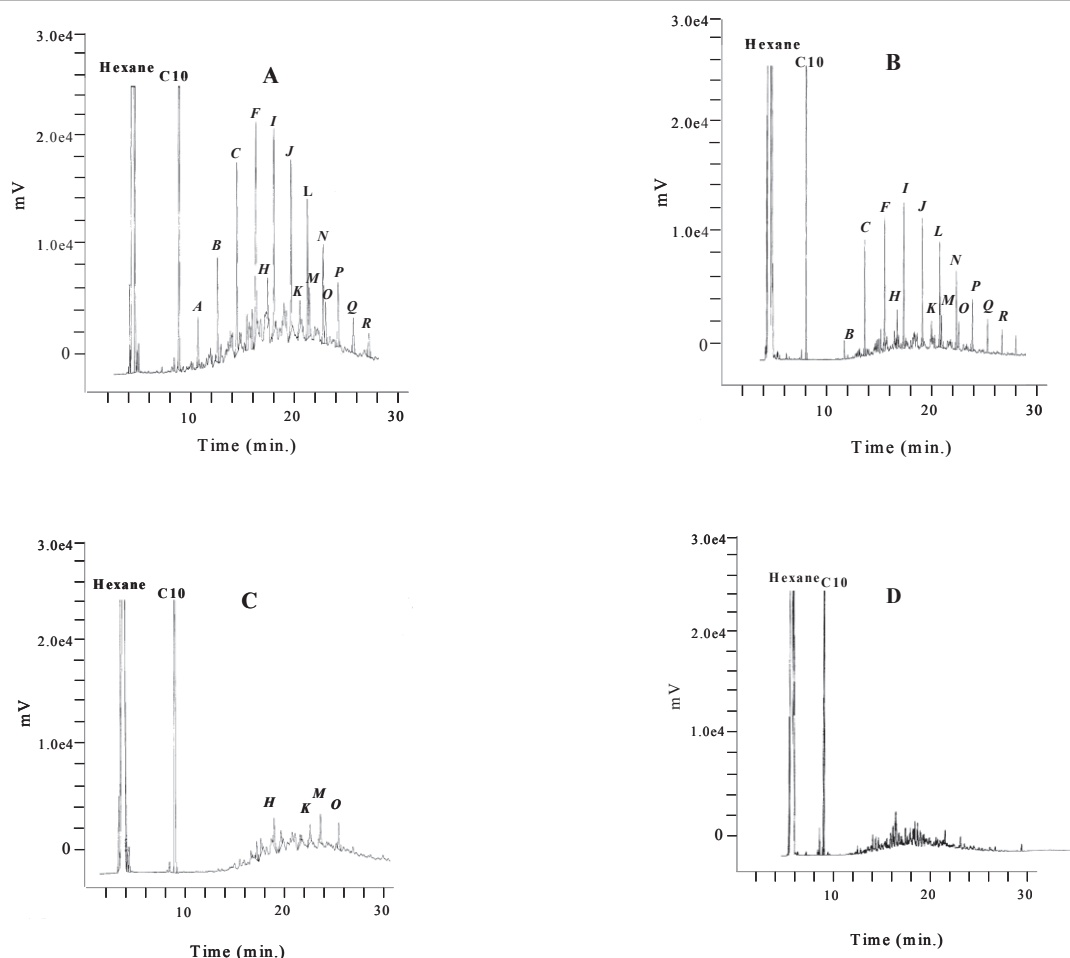 3.0e4
Hexane
C10
A
F
I
C
J
2.0e4
mV
L
B
N
1.0e4
H
M
P
K
O
A
Q
R
0
10
20
30
Time (min.)
3.0e4
Hexane
C10
B
2.0e4
mV
I
F
J
C
L
1.0e4
N
H
M
P
K
O
Q
R
B
0
10
20
30
Time (min.)
3.0e4
Hexane
C10
C
2.0e4
mV
1.0e4
H
K
M
O
0
10
20
30
Time (min.)
3.0e4
Hexane
C10
D
2.0e4
mV
1.0e4
0
10
20
30
Time (min.)